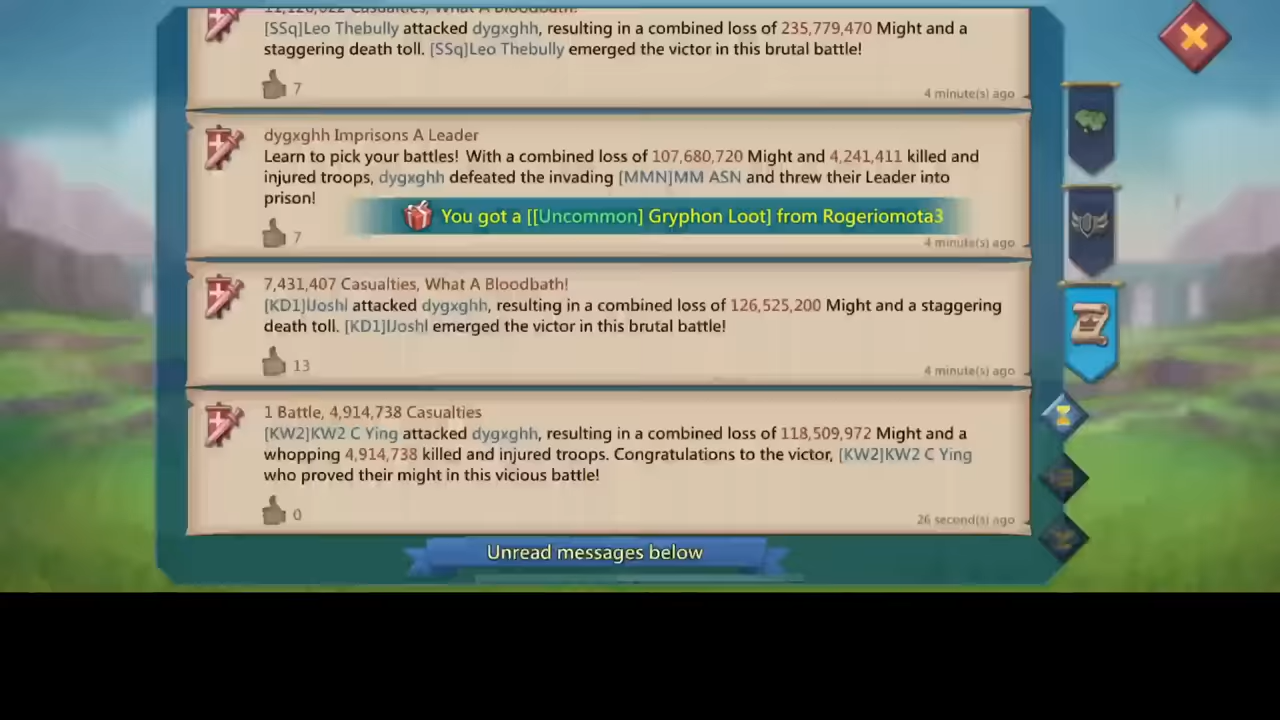 Casualties, What A Bloodbath!
[SSq]Leo Thebully attacked dygxghh, resulting in a combined loss of 235,779,470 Might and a
staggering death toll. [SSq]Leo Thebully emerged the victor in this brutal battle!
7
4 minute(s) ago
dygxghh Imprisons A Leader
Learn to pick your battles! With a combined loss of 107,680,720 Might and 4,241,411 killed and
injured troops, dygxghh defeated the invading [MMN]MM ASN and threw their Leader into
prison!
You got a [[Uncommon] Gryphon Loot] from Rogeriomota3
7
4 minute(s) ago
7,431,407 Casualties, What A Bloodbath!
attacked dygxghh, resulting in a combined loss of 126,525,200 Might and a staggering
death toll. emerged the victor in this brutal battle!
13
4 minute(s) ago
1 Battle, 4,914,738 Casualties
[KW2]KW2 C Ying attacked dygxghh, resulting in a combined loss of 118,509,972 Might and a
whopping 4,914,738 killed and injured troops. Congratulations to the victor, [KW2]KW2 C Ying
who proved their might in this vicious battle!
0
26 second(s) ago
Unread messages below